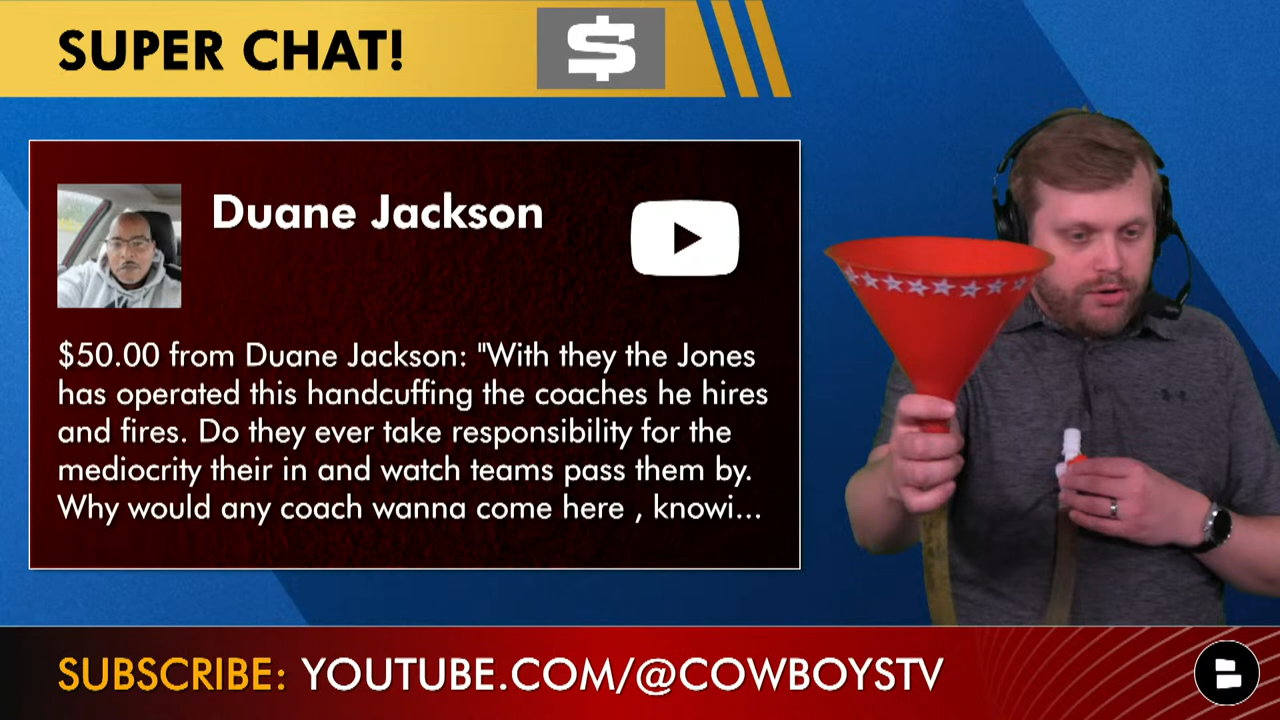 SUPER CHAT!
Duane Jackson
$50.00 from Duane Jackson: "With they the Jones
has operated this handcuffing the coaches he hires
and fires. Do they ever take responsibility for the
mediocrity their in and watch teams pass them by.
Why would any coach wanna come here , knowi...
SUBSCRIBE: YOUTUBE.COM/@COWBOYSTV